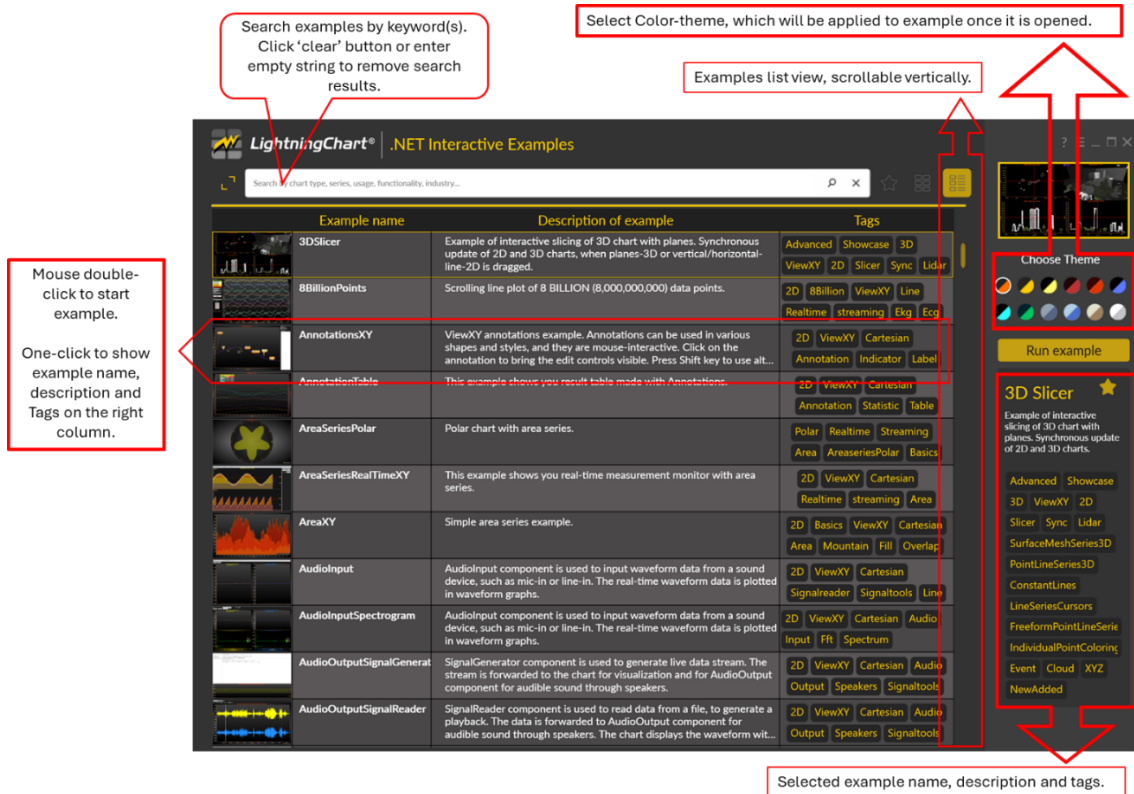 Search examples by keyword(s).
Click ‘clear’ button or enter
empty string to remove search
results.
Select Color-theme, which will be applied to example once it is opened.
Examples list view, scrollable vertically.
LightningChart® .NET Interactive Examples
Search by chart type, series, usage, functionality, industry...
Example name Description of example Tags
Mouse double-
click to start
example.
One-click to show
example name,
description and
Tags on the right
column.
3DSlicer
Example of interactive slicing of 3D chart with planes. Synchronous
update of 2D and 3D charts, when planes-3D or vertical/horizontal-
line-2D is dragged.
Advanced Showcase 3D
ViewXY 2D Slicer Sync Lidar
8BillionPoints
Scrolling line plot of 8 BILLION (8,000,000,000) data points.
2D 8Billion ViewXY Line
Realtime streaming Ekg Ecg
AnnotationsXY
ViewXY annotations example. Annotations can be used in various
shapes and styles, and they are mouse-interactive. Click on the
annotation to bring the edit controls visible. Press Shift key to use alt...
2D ViewXY Cartesian
Annotation Indicator Label
AnnotationTable
This example shows you result table made with Annotations.
2D ViewXY Cartesian
Annotation Statistic Table
AreaSeriesPolar
Polar chart with area series.
Polar Realtime Streaming
Area AreaseriesPolar Basics
AreaSeriesRealTimeXY
This example shows you real-time measurement monitor with area
series.
2D ViewXY Cartesian
Realtime streaming Area
AreaXY
Simple area series example.
2D Basics ViewXY Cartesian
Area Mountain Fill Overlap
AudioInput
AudioInput component is used to input waveform data from a sound
device, such as mic-in or line-in. The real-time waveform data is plotted
in waveform graphs.
2D ViewXY Cartesian
Signalreader Signaltools Line
AudioInputSpectrogram
AudioInput component is used to input waveform data from a sound
device, such as mic-in or line-in. The real-time waveform data is plotted
in waveform graphs.
2D ViewXY Cartesian Audio
Input Fft Spectrum
AudioOutputSignalGenerat
SignalGenerator component is used to generate live data stream. The
stream is forwarded to the chart for visualization and for AudioOutput
component for audible sound through speakers.
2D ViewXY Cartesian Audio
Output Speakers Signaltools
AudioOutputSignalReader
SignalReader component is used to read data from a file, to generate a
playback. The data is forwarded to AudioOutput component for
audible sound through speakers. The chart displays the waveform wit...
2D ViewXY Cartesian Audio
Output Speakers Signaltools
Choose Theme
Run example
3D Slicer
Example of interactive
slicing of 3D chart with
planes. Synchronous update
of 2D and 3D charts.
Advanced Showcase
3D ViewXY 2D
Slicer Sync Lidar
SurfaceMeshSeries3D
PointLineSeries3D
ConstantLines
LineSeriesCursors
FreeformPointLineSerie
IndividualPointColoring
Event Cloud XYZ
NewAdded
Selected example name, description and tags.